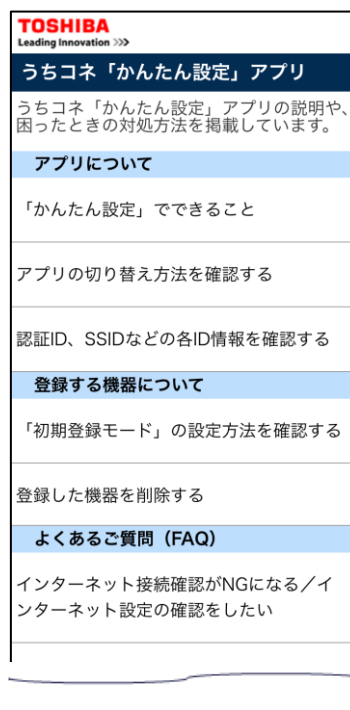 TOSHIBA
Leading Innovation >>>
うちコネ「かんたん設定」アプリ
うちコネ「かんたん設定」アプリの説明や、
困ったときの対処方法を掲載しています。
アプリについて
「かんたん設定」でできること
アプリの切り替え方法を確認する
認証ID、SSIDなどの各ID情報を確認する
登録する機器について
「初期登録モード」の設定方法を確認する
登録した機器を削除する
よくあるご質問（FAQ）
インターネット接続確認がNGになる／イ
ンターネット設定の確認をしたい